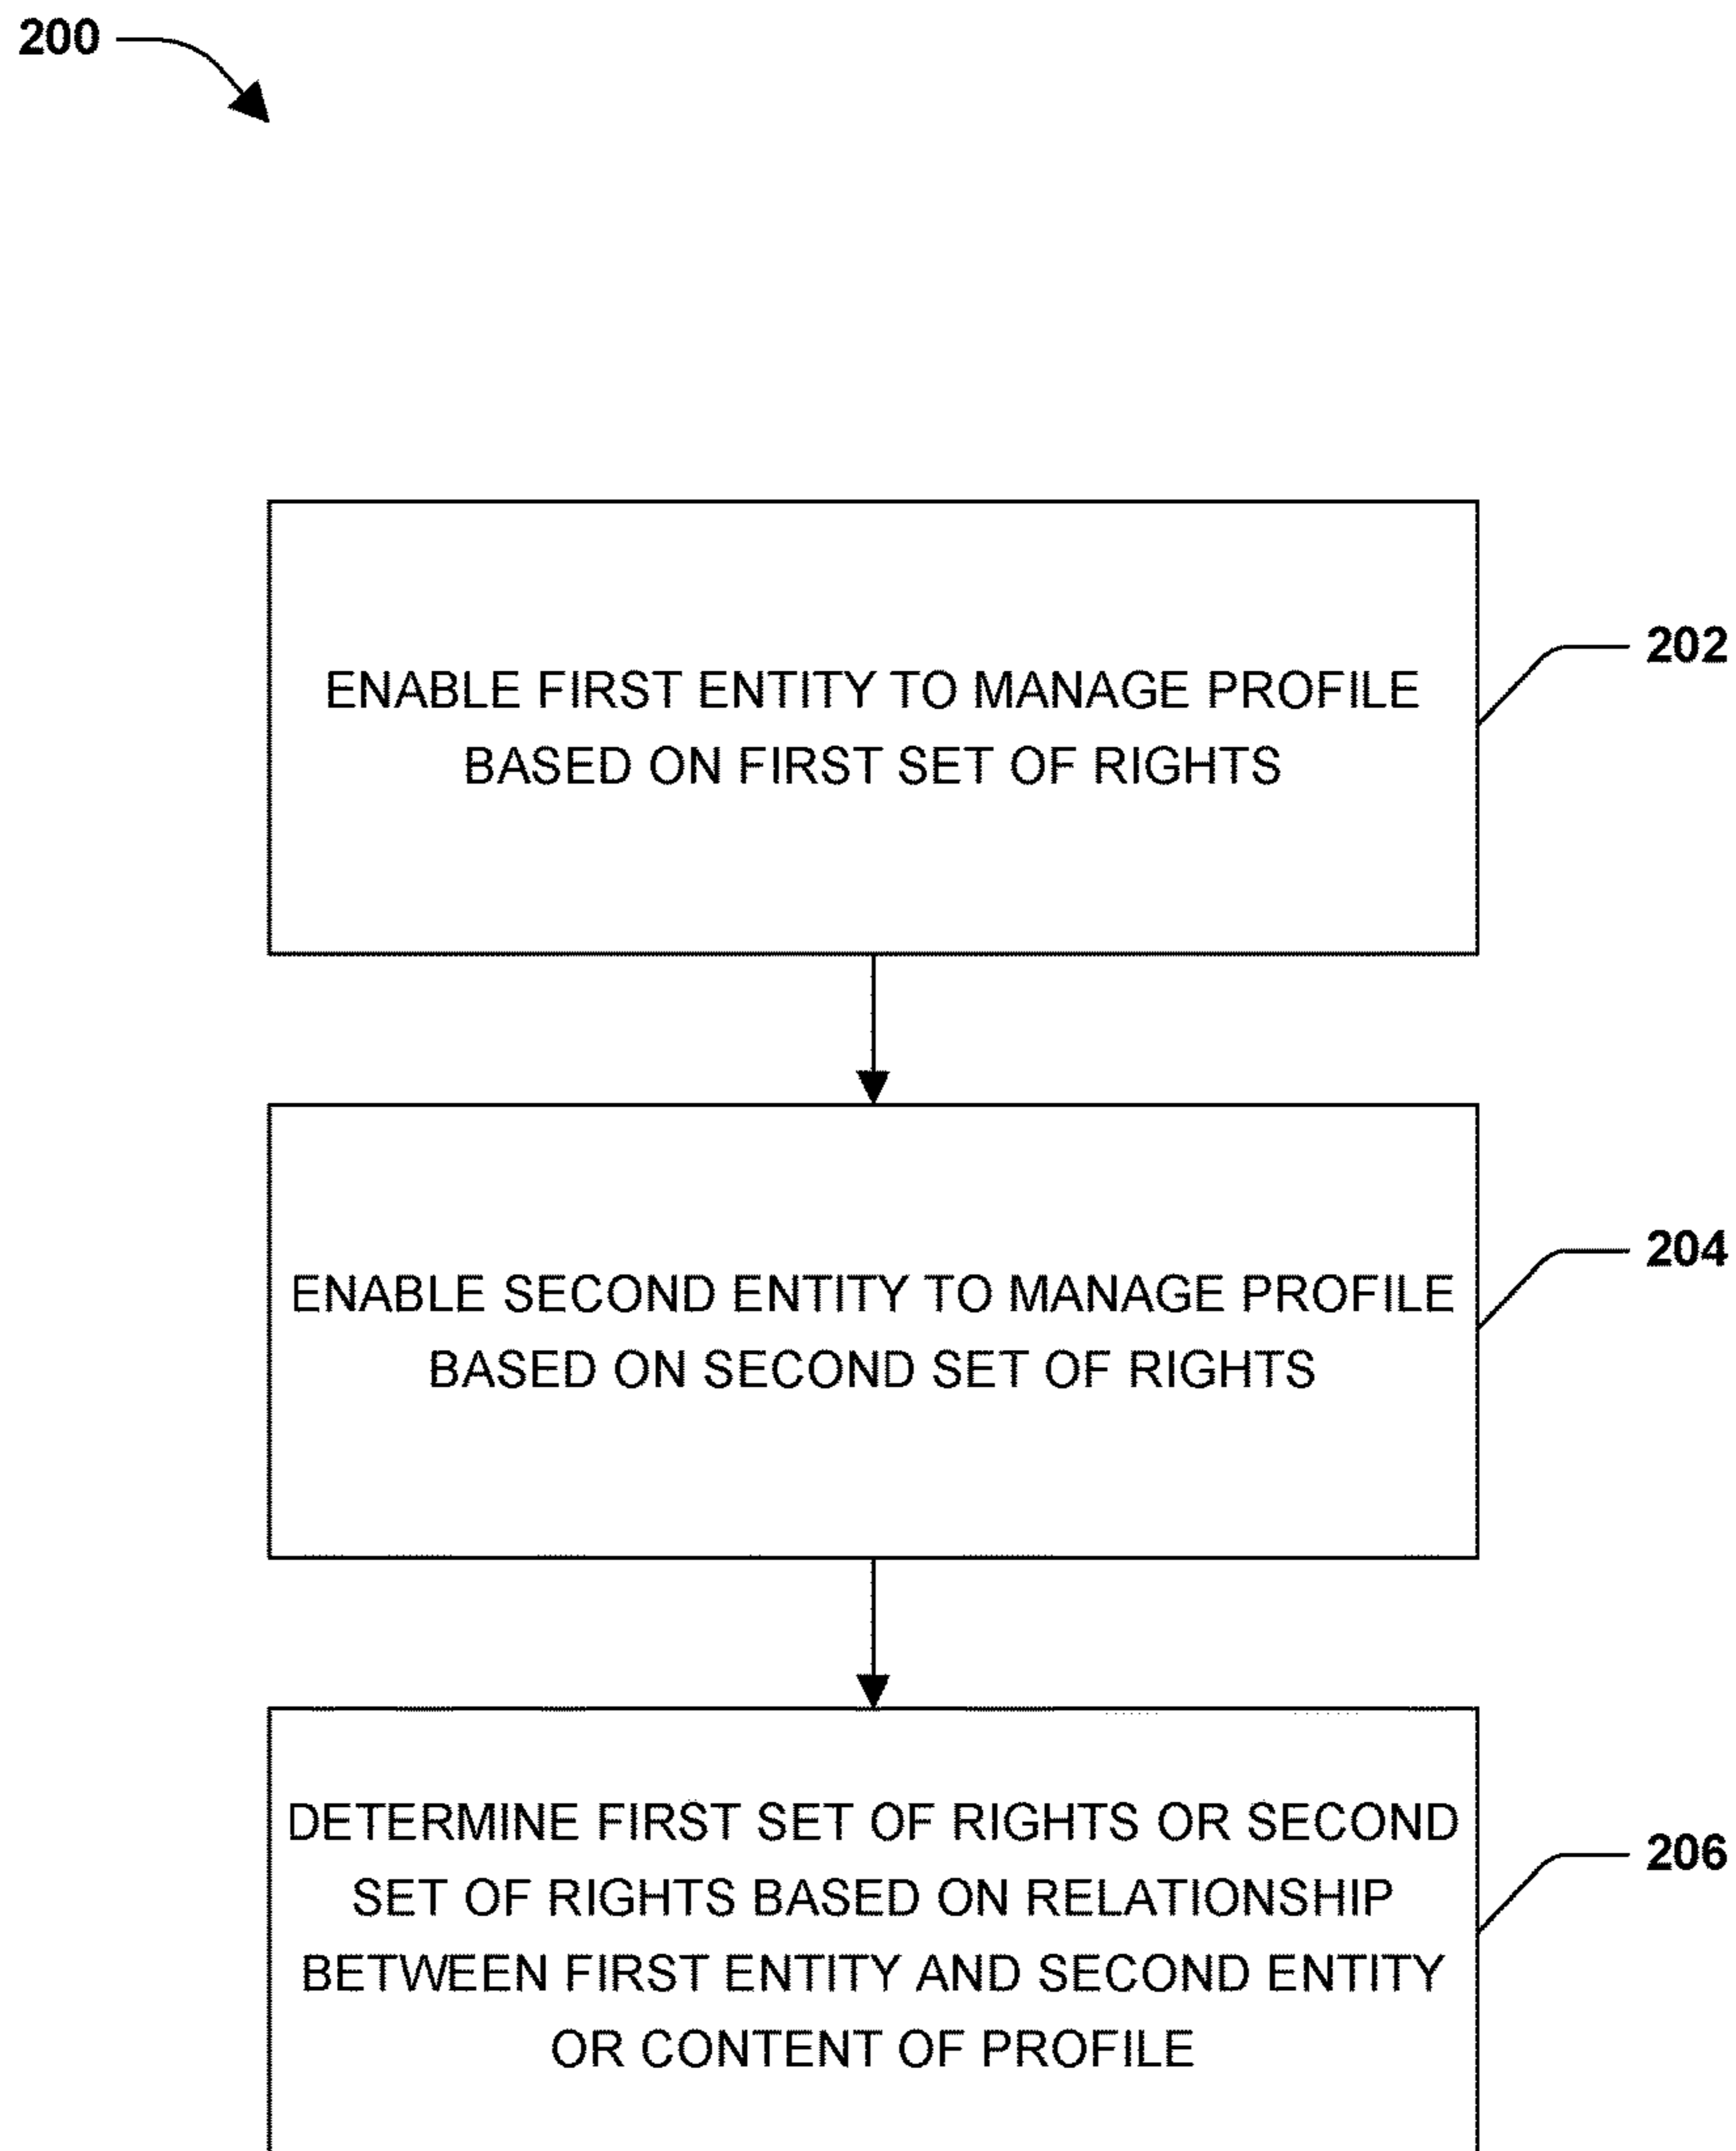 200
ENABLE FIRST ENTITY TO MANAGE PROFILE
BASED ON FIRST SET OF RIGHTS
202
ENABLE SECOND ENTITY TO MANAGE PROFILE
BASED ON SECOND SET OF RIGHTS
204
DETERMINE FIRST SET OF RIGHTS OR SECOND
SET OF RIGHTS BASED ON RELATIONSHIP
BETWEEN FIRST ENTITY AND SECOND ENTITY
OR CONTENT OF PROFILE
206